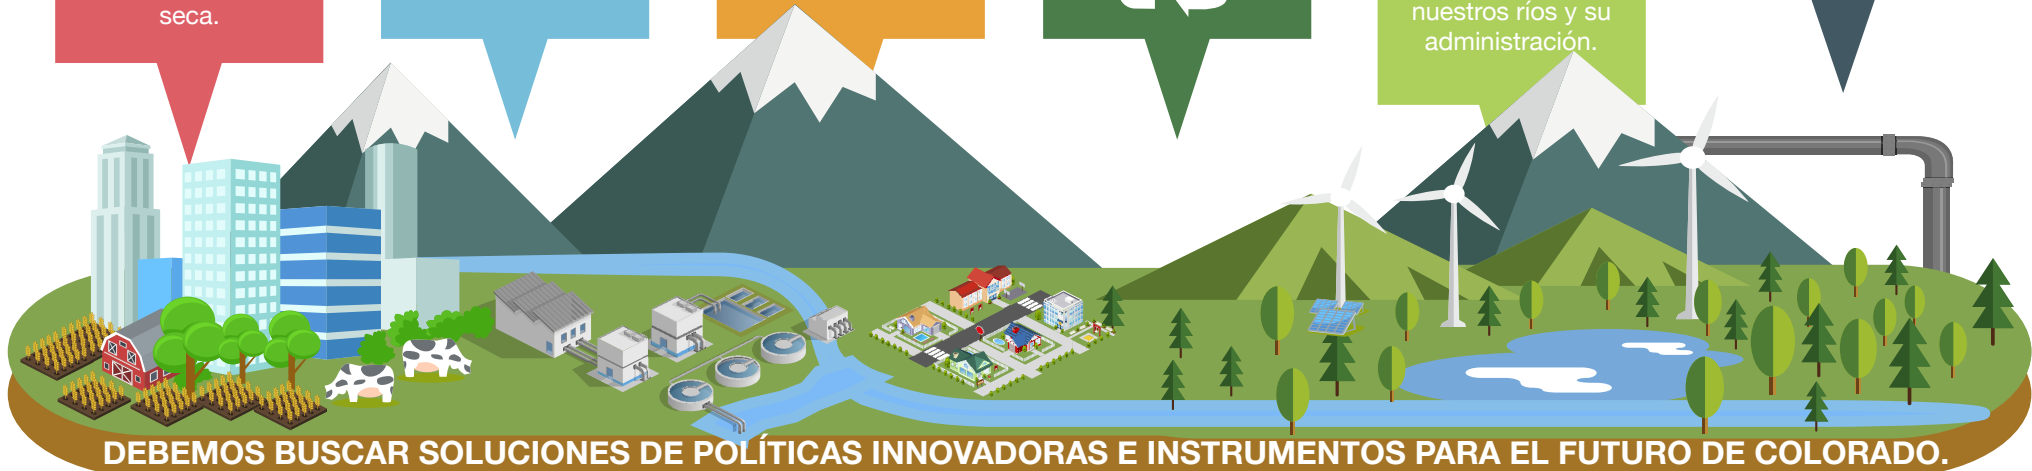 seca.
nuestros ríos y su
administración.
DEBEMOS BUSCAR SOLUCIONES DE POLÍTICAS INNOVADORAS E INSTRUMENTOS PARA EL FUTURO DE COLORADO.